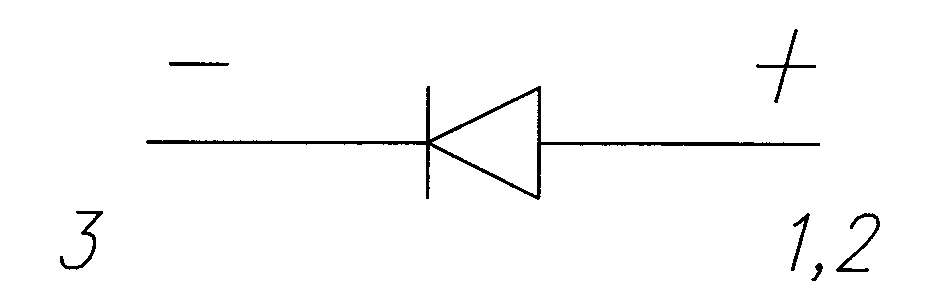 − +
3 1,2